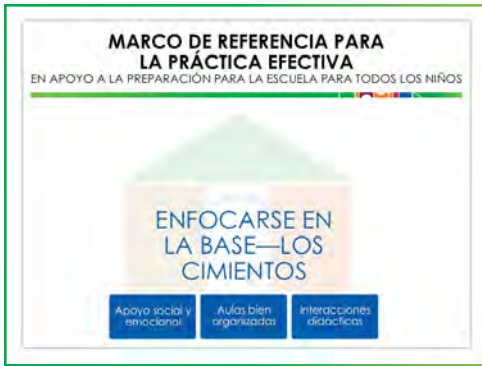 MARCO DE REFERENCIA PARA
LA PRÁCTICA EFECTIVA
EN APOYO A LA PREPARACIÓN PARA LA ESCUELA PARA TODOS LOS NIÑOS
ENFOCARSE EN
LA BASE—LOS
CIMIENTOS
Apoyo social y
emocional
Aulas bien
organizadas
Interacciones
didácticas